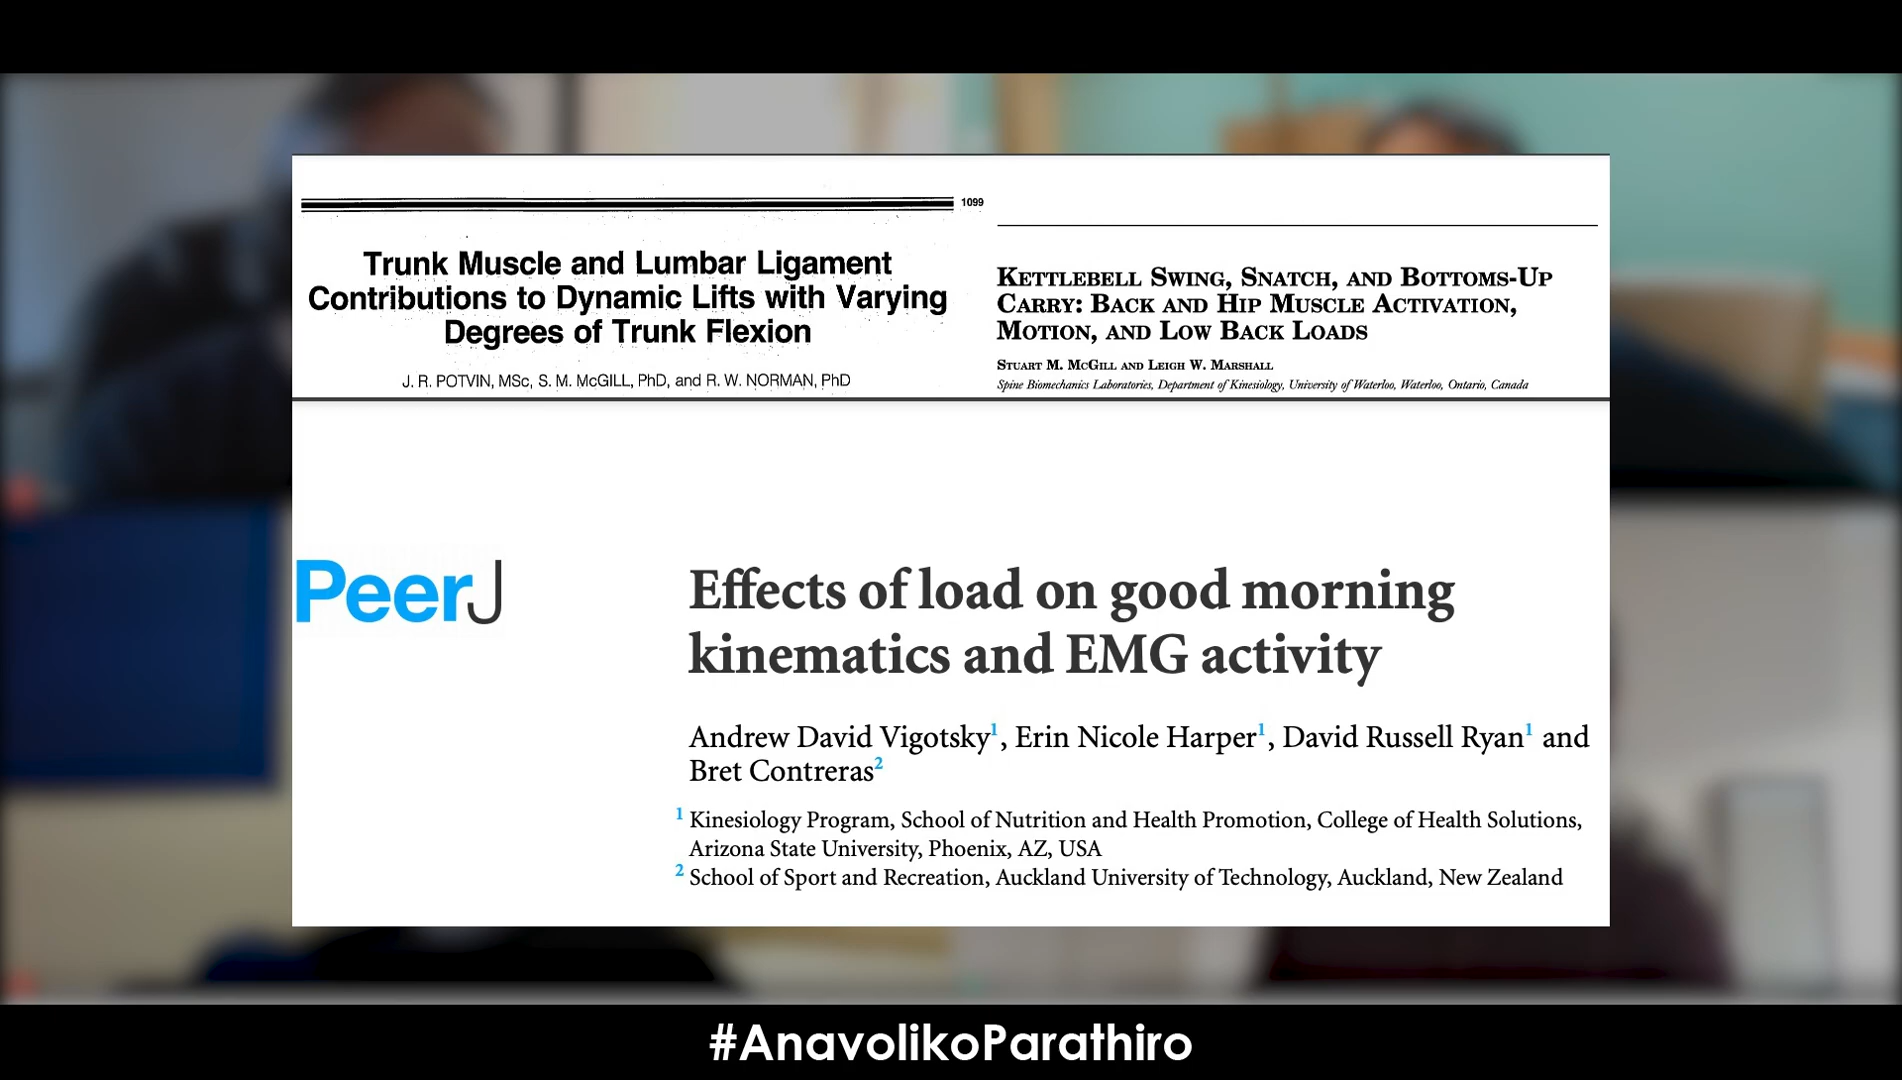 1099
Trunk Muscle and Lumbar Ligament
Contributions to Dynamic Lifts with Varying
Degrees of Trunk Flexion
J. R. POTVIN, MSc, S. M. McGILL, PhD, and R. W. NORMAN, PhD
KETTLEBELL SWING, SNATCH, AND BOTTOMS-UP
CARRY: BACK AND HIP MUSCLE ACTIVATION,
MOTION, AND LOW BACK LOADS
STUART M. MCGILL AND LEIGH W. MARSHALL
Spine Biomechanics Laboratories, Department of Kinesiology, University of Waterloo, Waterloo, Ontario, Canada
PeerJ
Effects of load on good morning
kinematics and EMG activity
Andrew David Vigotsky1, Erin Nicole Harper1, David Russell Ryan1 and
Bret Contreras2
1 Kinesiology Program, School of Nutrition and Health Promotion, College of Health Solutions,
Arizona State University, Phoenix, AZ, USA
2 School of Sport and Recreation, Auckland University of Technology, Auckland, New Zealand
#AnavolikoParathiro